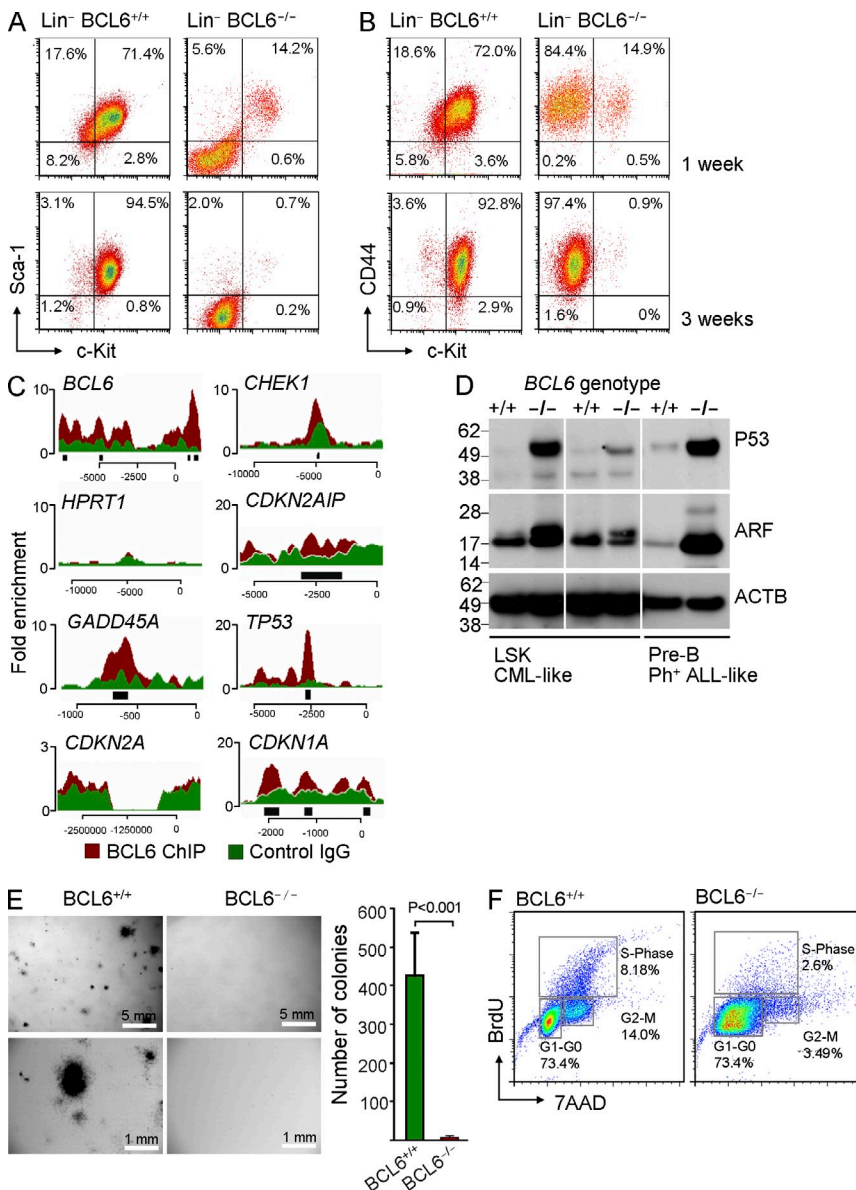 A
Lin⁻ BCL6⁺/⁺ Lin⁻ BCL6⁻/⁻
17.6% 71.4% 5.6% 14.2%
8.2% 2.8% 0.6%
3.1% 94.5% 2.0% 0.7%
1.2% 0.8% 0.2%
Sca-1
c-Kit
B
Lin⁻ BCL6⁺/⁺ Lin⁻ BCL6⁻/⁻
18.6% 72.0% 84.4% 14.9%
5.8% 3.6% 0.2% 0.5%
1 week
3.6% 92.8% 97.4% 0.9%
0.9% 2.9% 1.6% 0%
3 weeks
CD44
c-Kit
C
Fold enrichment
BCL6
10
0
-5000 0
CHEK1
10
0
-10000 -5000 0
HPRT1
10
0
-10000 -5000 0
CDKN2AIP
20
0
-5000 -2500 0
GADD45A
10
0
-1000 -500 0
TP53
20
0
-5000 -2500 0
CDKN2A
3
0
-2500000 -1250000 0
CDKN1A
20
0
-2000 -1000 0
BCL6 ChIP Control IgG
D
BCL6 genotype
+/+ –/– +/+ –/– +/+ –/–
62
49
38
P53
28
17
14
ARF
62
49
38
ACTB
LSK
CML-like
Pre-B
Ph⁺ ALL-like
E
BCL6⁺/⁺ BCL6⁻/⁻
5 mm 5 mm
1 mm 1 mm
Number of colonies
P<0.001
600
500
400
300
200
100
BCL6⁺/⁺
BCL6⁻/⁻
F
BCL6⁺/⁺ BCL6⁻/⁻
S-Phase
8.18%
G2-M
14.0%
G1-G0
73.4%
S-Phase
2.6%
G2-M
3.49%
G1-G0
73.4%
BrdU
7AAD